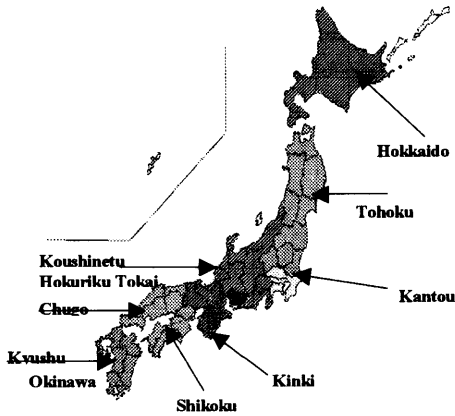 Hokkaido
Tohoku
Koushinetu
Hokuriku Tokai
Kantou
Chugo
Kyushu
Okinawa
Kinki
Shikoku